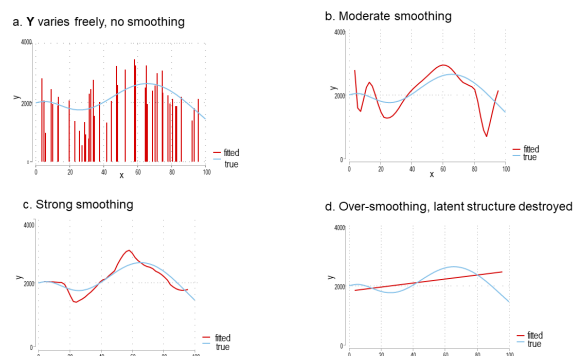 a. Y varies freely, no smoothing
4000
2000
0
y
0 20 40 60 80 100
x
fitted
true
b. Moderate smoothing
4000
2000
0
y
0 20 40 60 80 100
x
fitted
true
c. Strong smoothing
4000
2000
0
y
0 20 40 60 80 100
fitted
true
d. Over-smoothing, latent structure destroyed
4000
2000
0
y
0 20 40 60 80 100
fitted
true